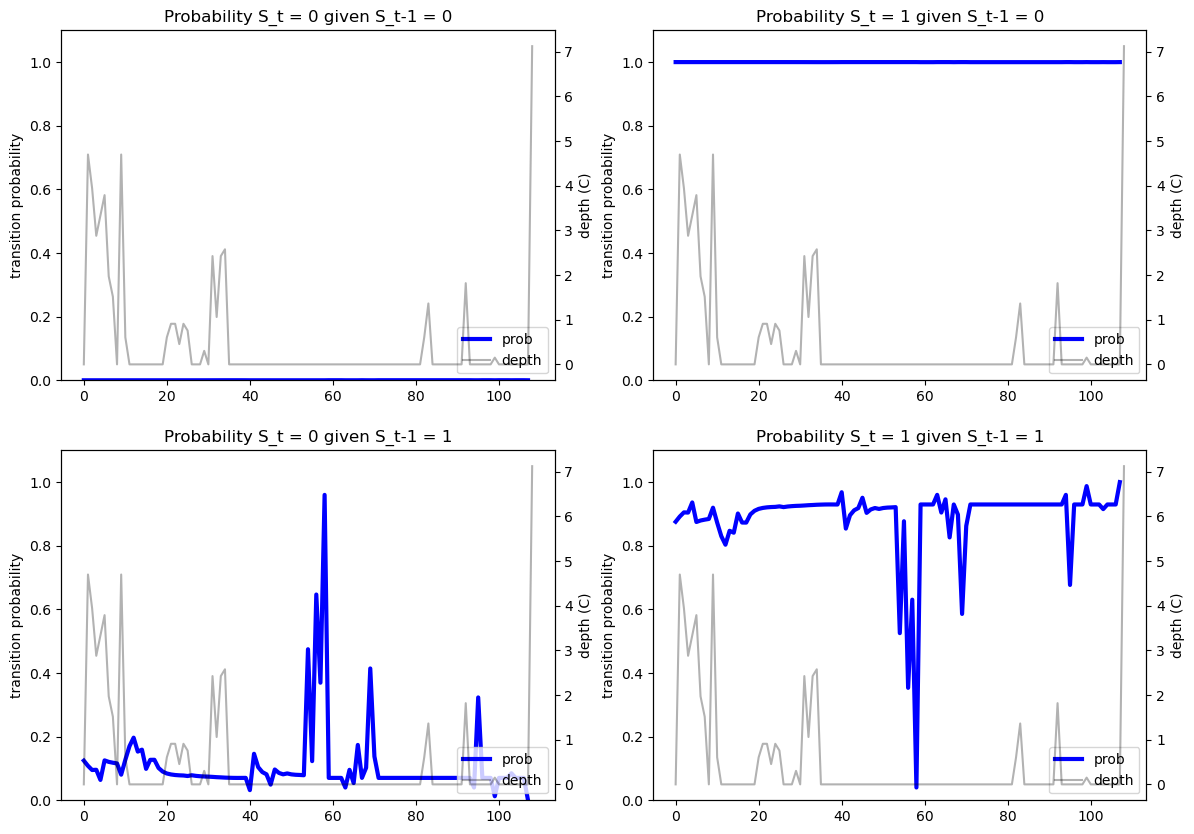 Probability S_t = 0 given S_t-1 = 0
transition probability
1.0
0.8
0.6
0.4
0.2
0.0
0 20 40 60 80 100
7
6
5
4
3
2
1
0
depth (C)
prob
depth
Probability S_t = 1 given S_t-1 = 0
transition probability
1.0
0.8
0.6
0.4
0.2
0.0
0 20 40 60 80 100
7
6
5
4
3
2
1
0
depth (C)
prob
depth
Probability S_t = 0 given S_t-1 = 1
transition probability
1.0
0.8
0.6
0.4
0.2
0.0
0 20 40 60 80 100
7
6
5
4
3
2
1
0
depth (C)
prob
depth
Probability S_t = 1 given S_t-1 = 1
transition probability
1.0
0.8
0.6
0.4
0.2
0.0
0 20 40 60 80 100
7
6
5
4
3
2
1
0
depth (C)
prob
depth